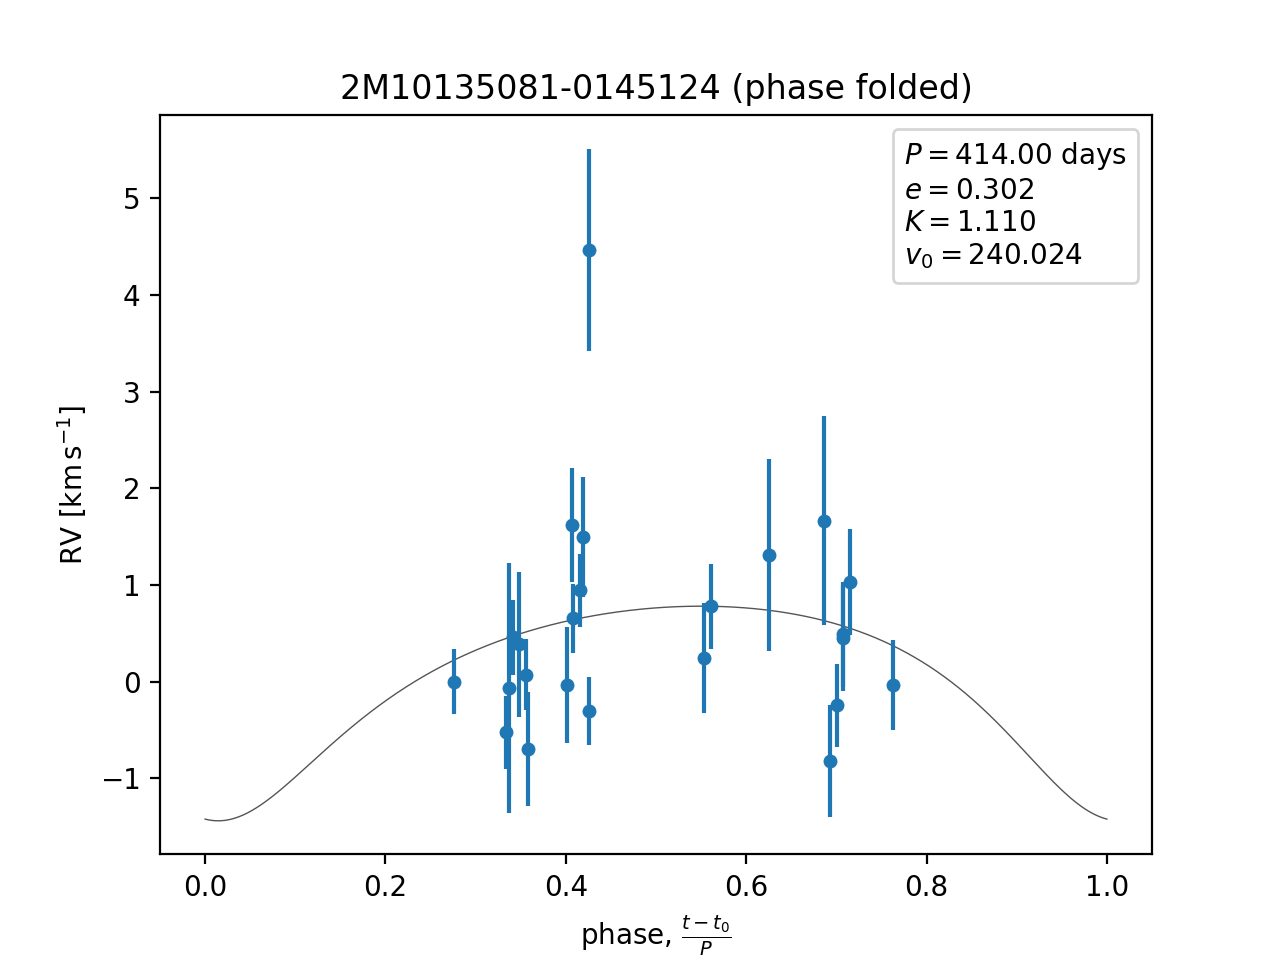 2M10135081-0145124 (phase folded)
P = 414.00 days
e = 0.302
K = 1.110
v₀ = 240.024
RV [km s⁻¹]
5
4
3
2
1
0
−1
0.0 0.2 0.4 0.6 0.8 1.0
phase, (t − t₀)/P